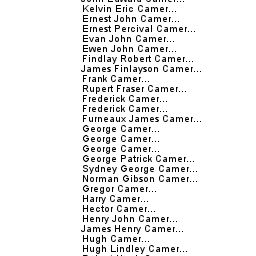 John Edward Camer...
Kelvin Eric Camer...
Ernest John Camer...
Ernest Percival Camer...
Evan John Camer...
Ewen John Camer...
Findlay Robert Camer...
James Finlayson Camer...
Frank Camer...
Rupert Fraser Camer...
Frederick Camer...
Frederick Camer...
Furneaux James Camer...
George Camer...
George Camer...
George Camer...
George Patrick Camer...
Sydney George Camer...
Norman Gibson Camer...
Gregor Camer...
Harry Camer...
Hector Camer...
Henry John Camer...
James Henry Camer...
Hugh Camer...
Hugh Lindley Camer...